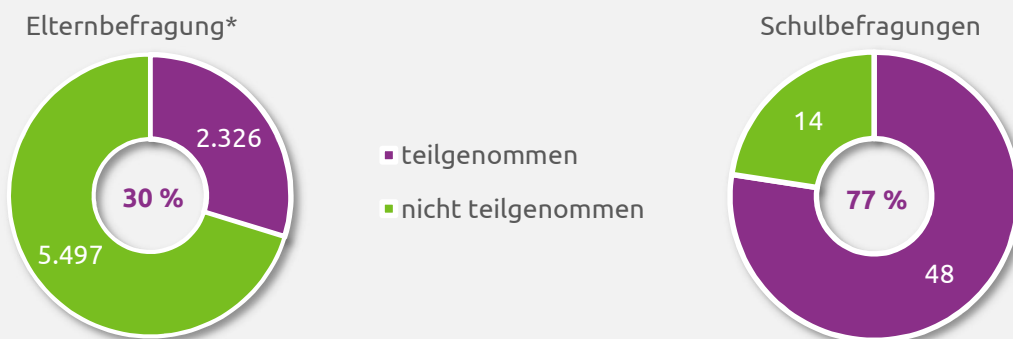 Elternbefragung*
2.326
30 %
5.497
teilgenommen
nicht teilgenommen
Schulbefragungen
14
77 %
48